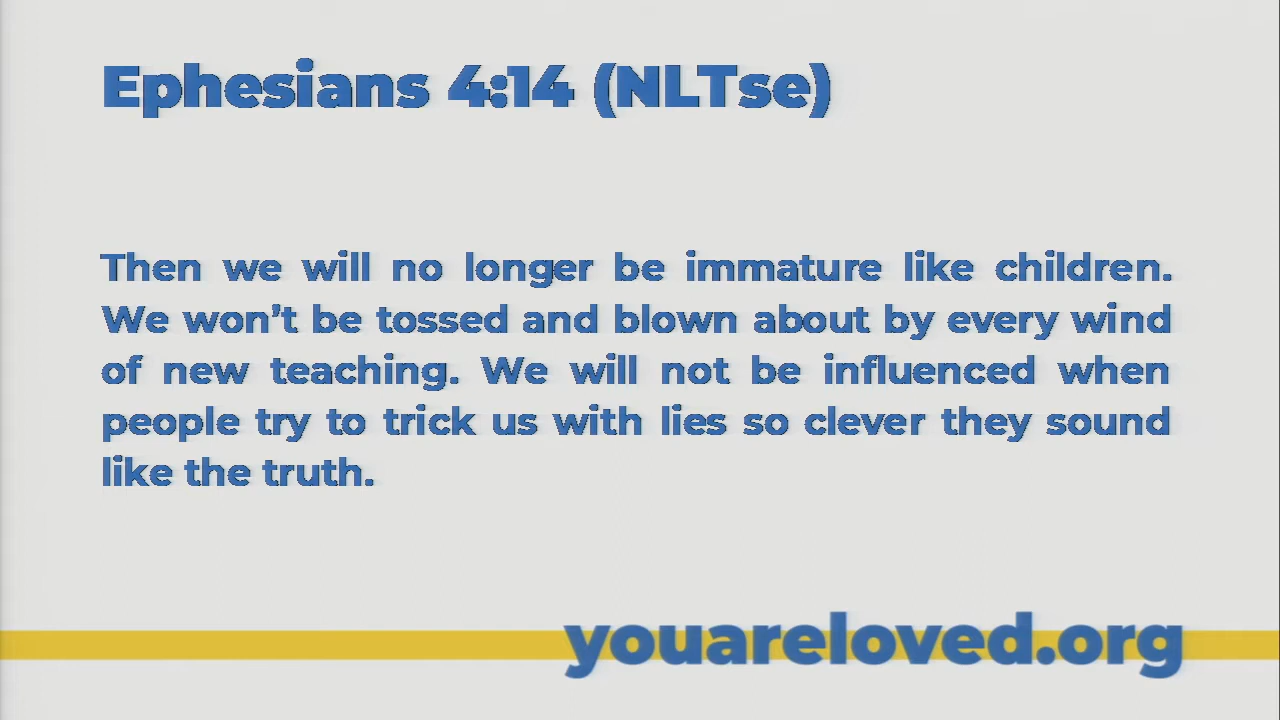 Ephesians 4:14 (NLTse)
Then we will no longer be immature like children.
We won’t be tossed and blown about by every wind
of new teaching. We will not be influenced when
people try to trick us with lies so clever they sound
like the truth.
youareloved.org